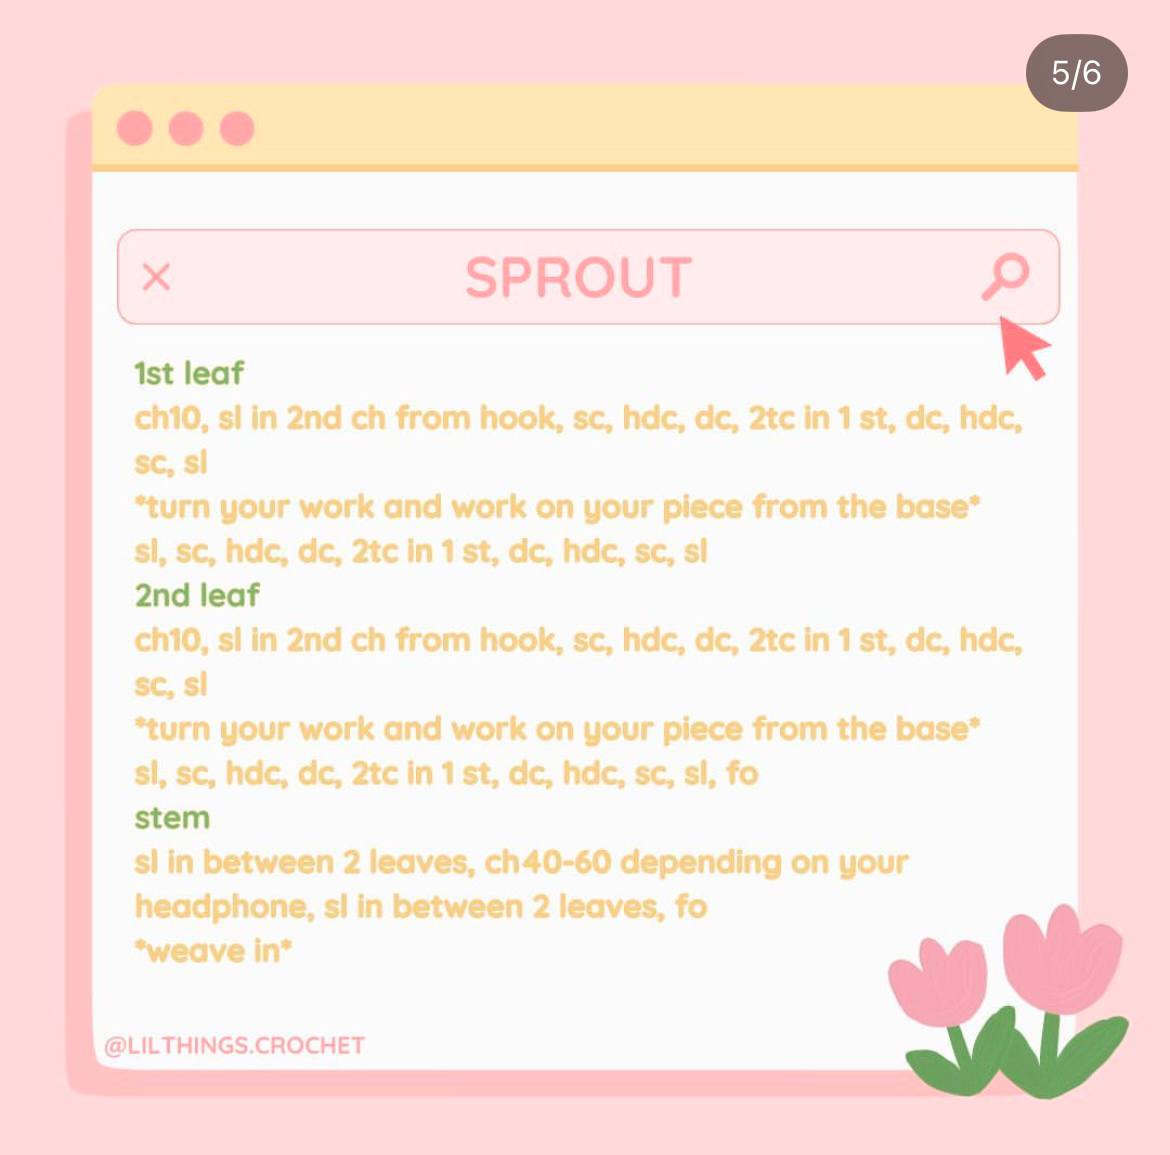 5/6
SPROUT
1st leaf
ch10, sl in 2nd ch from hook, sc, hdc, dc, 2tc in 1 st, dc, hdc,
sc, sl
*turn your work and work on your piece from the base*
sl, sc, hdc, dc, 2tc in 1 st, dc, hdc, sc, sl
2nd leaf
ch10, sl in 2nd ch from hook, sc, hdc, dc, 2tc in 1 st, dc, hdc,
sc, sl
*turn your work and work on your piece from the base*
sl, sc, hdc, dc, 2tc in 1 st, dc, hdc, sc, sl, fo
stem
sl in between 2 leaves, ch40-60 depending on your
headphone, sl in between 2 leaves, fo
*weave in*
@LILTHINGS.CROCHET